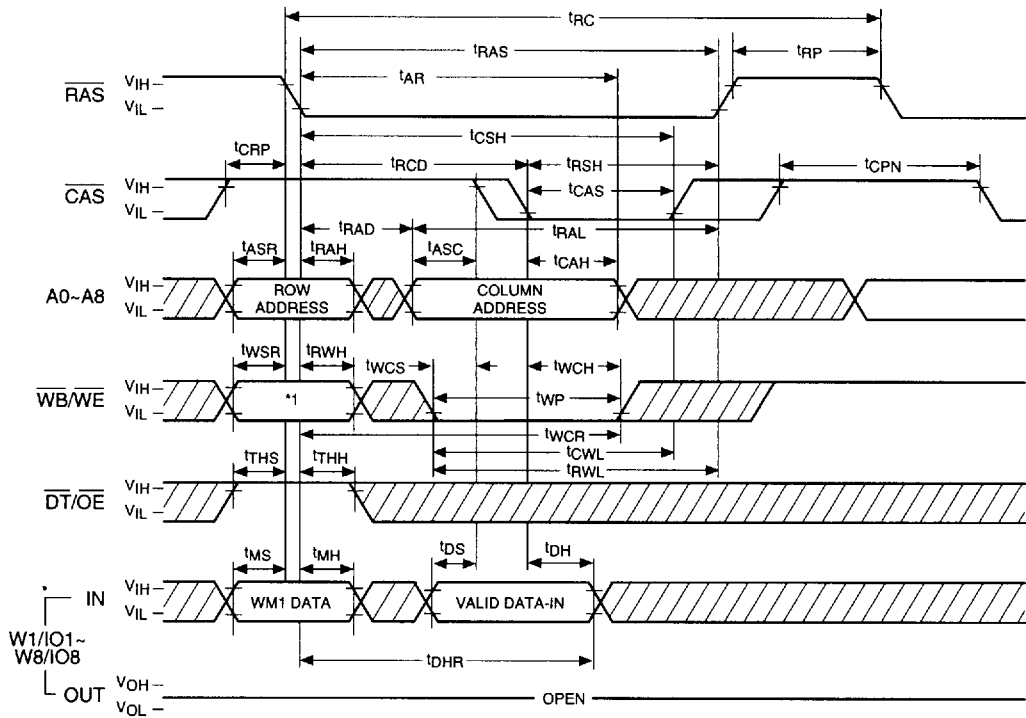 tRC
tRAS
tRP
tAR
RAS
VIH
VIL
tCSH
tCRP
tRCD
tRSH
tCPN
CAS
VIH
VIL
tCAS
tRAD
tRAL
tASR
tRAH
tASC
tCAH
A0~A8
VIH
VIL
ROW
ADDRESS
COLUMN
ADDRESS
tWSR
tRWH
tWCS
tWCH
WB/WE
VIH
VIL
*1
tWP
tWCR
tCWL
tRWL
tTHS
tTHH
DT/OE
VIH
VIL
tMS
tMH
tDS
tDH
IN
VIH
VIL
WM1 DATA
VALID DATA-IN
W1/IO1~
W8/IO8
tDHR
OUT
VOH
VOL
OPEN